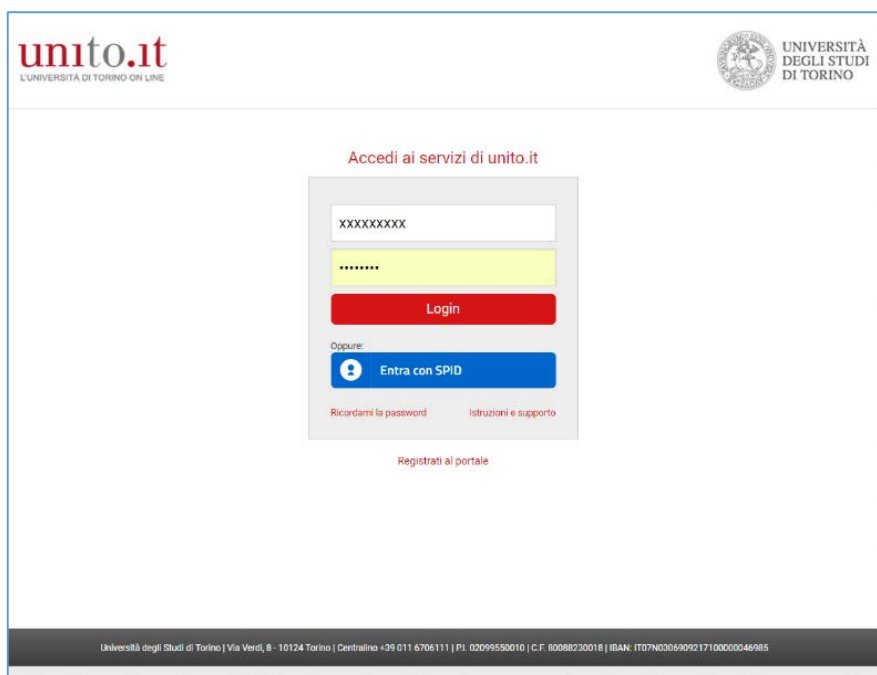 unito.it
L'UNIVERSITÀ DI TORINO ON LINE
UNIVERSITÀ
DEGLI STUDI
DI TORINO
Accedi ai servizi di unito.it
xxxxxxxxx
••••••••
Login
Oppure:
Entra con SPID
Ricordami la password Istruzioni e supporto
Registrati al portale
Università degli Studi di Torino | Via Verdi, 8 - 10124 Torino | Centralino +39 011 6706111 | P.I. 02099550010 | C.F. 80088230018 | IBAN: IT07N0306909217100000046985